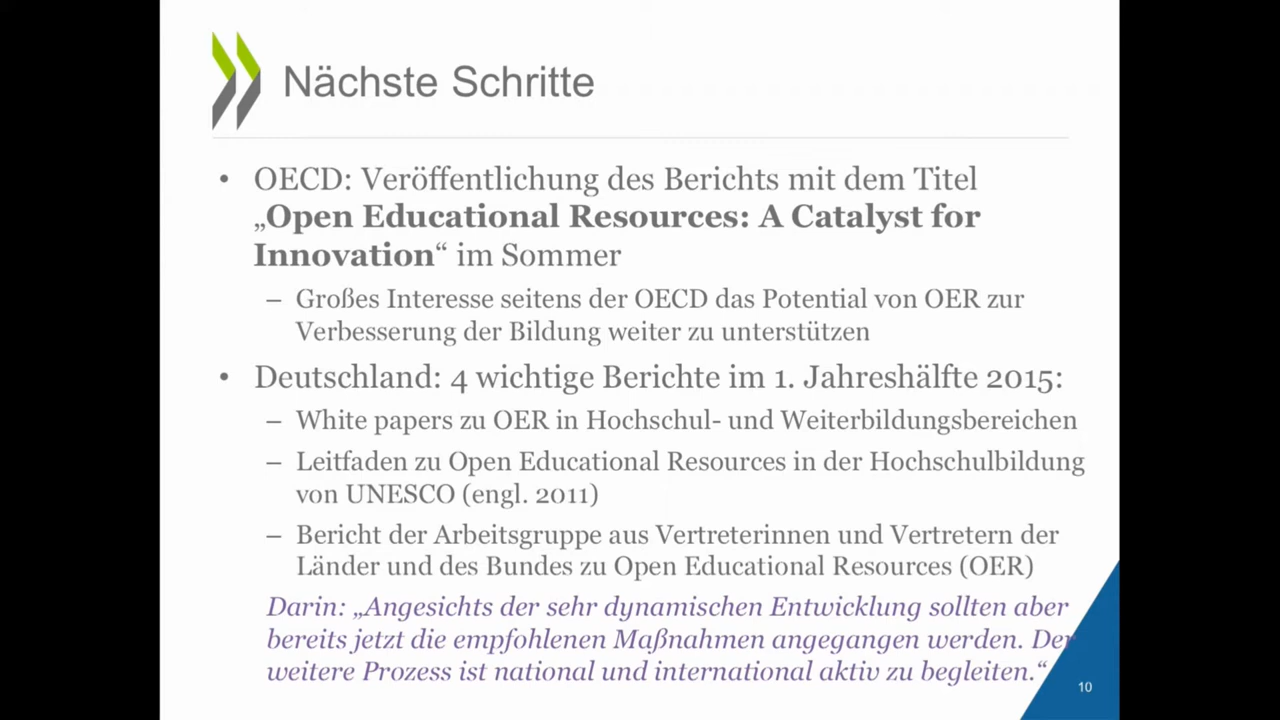 Nächste Schritte
• OECD: Veröffentlichung des Berichts mit dem Titel
„Open Educational Resources: A Catalyst for
Innovation“ im Sommer
– Großes Interesse seitens der OECD das Potential von OER zur
Verbesserung der Bildung weiter zu unterstützen
• Deutschland: 4 wichtige Berichte im 1. Jahreshälfte 2015:
– White papers zu OER in Hochschul- und Weiterbildungsbereichen
– Leitfaden zu Open Educational Resources in der Hochschulbildung
von UNESCO (engl. 2011)
– Bericht der Arbeitsgruppe aus Vertreterinnen und Vertretern der
Länder und des Bundes zu Open Educational Resources (OER)
Darin: „Angesichts der sehr dynamischen Entwicklung sollten aber
bereits jetzt die empfohlenen Maßnahmen angegangen werden. Der
weitere Prozess ist national und international aktiv zu begleiten.“
10